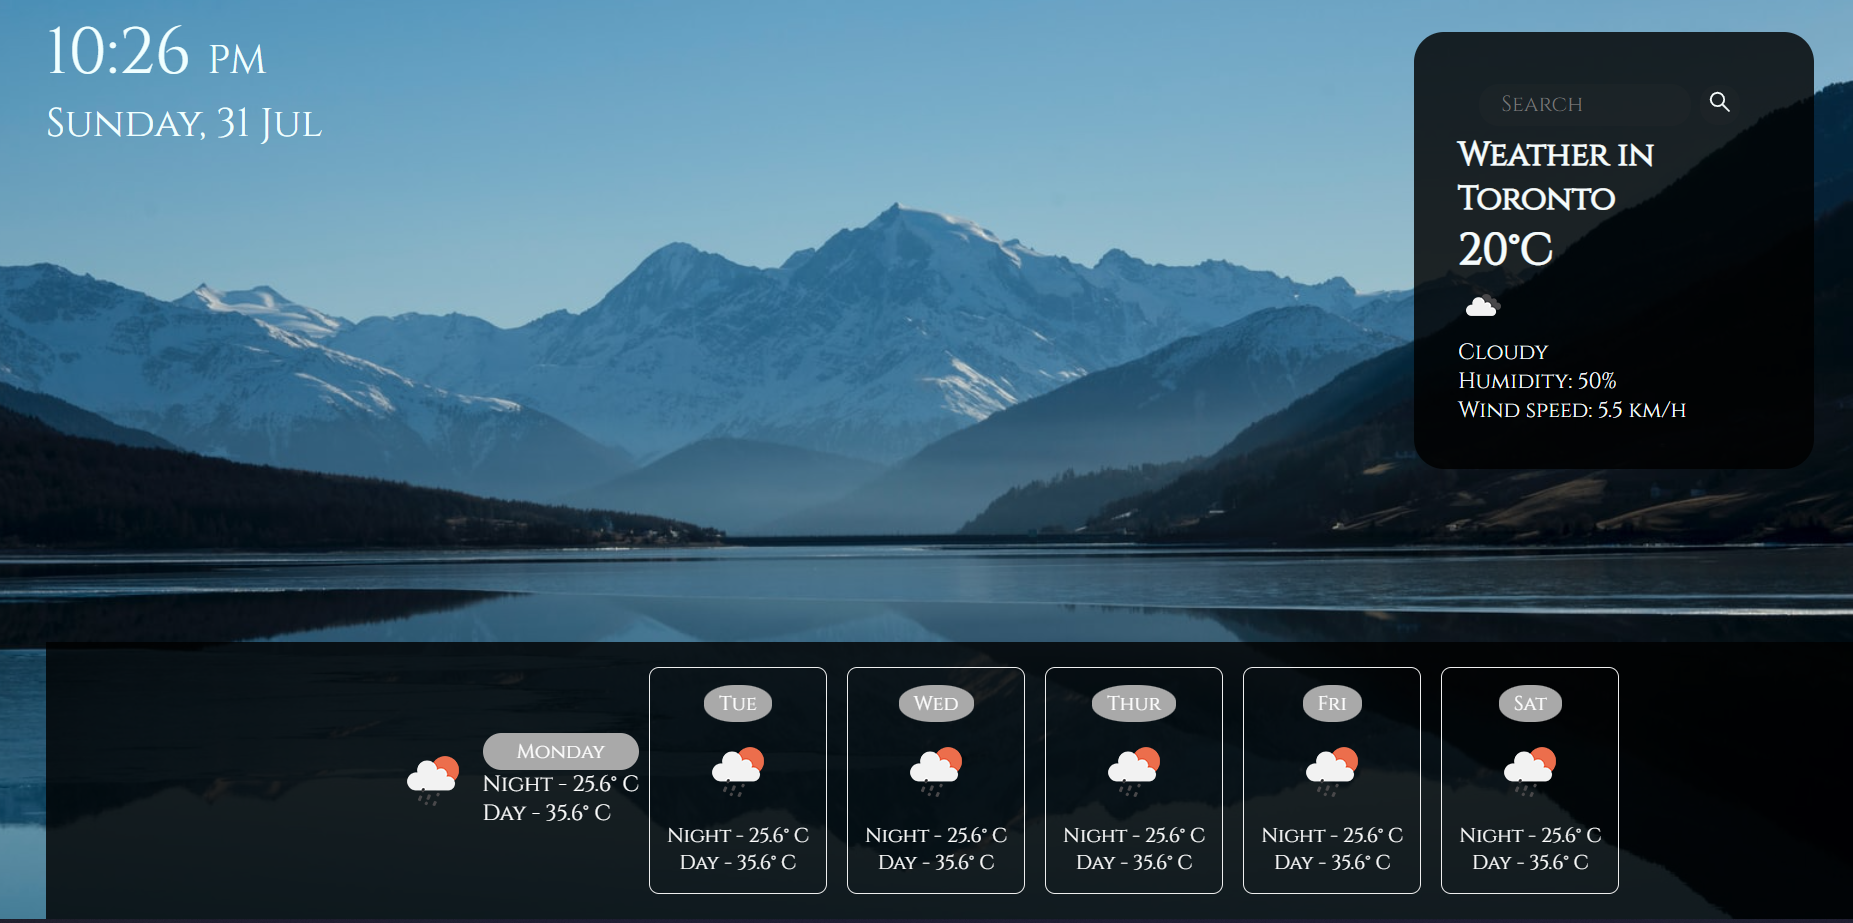 10:26 PM
Sunday, 31 Jul
Search
Weather in
Toronto
20°C
Cloudy
Humidity: 50%
Wind speed: 5.5 km/h
Monday
Night - 25.6° C
Day - 35.6° C
Tue
Night - 25.6° C
Day - 35.6° C
Wed
Night - 25.6° C
Day - 35.6° C
Thur
Night - 25.6° C
Day - 35.6° C
Fri
Night - 25.6° C
Day - 35.6° C
Sat
Night - 25.6° C
Day - 35.6° C